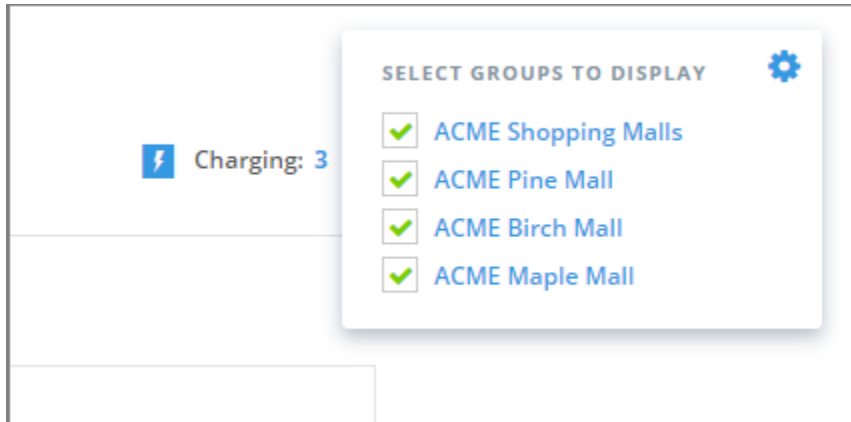 SELECT GROUPS TO DISPLAY
ACME Shopping Malls
Charging: 3
ACME Pine Mall
ACME Birch Mall
ACME Maple Mall